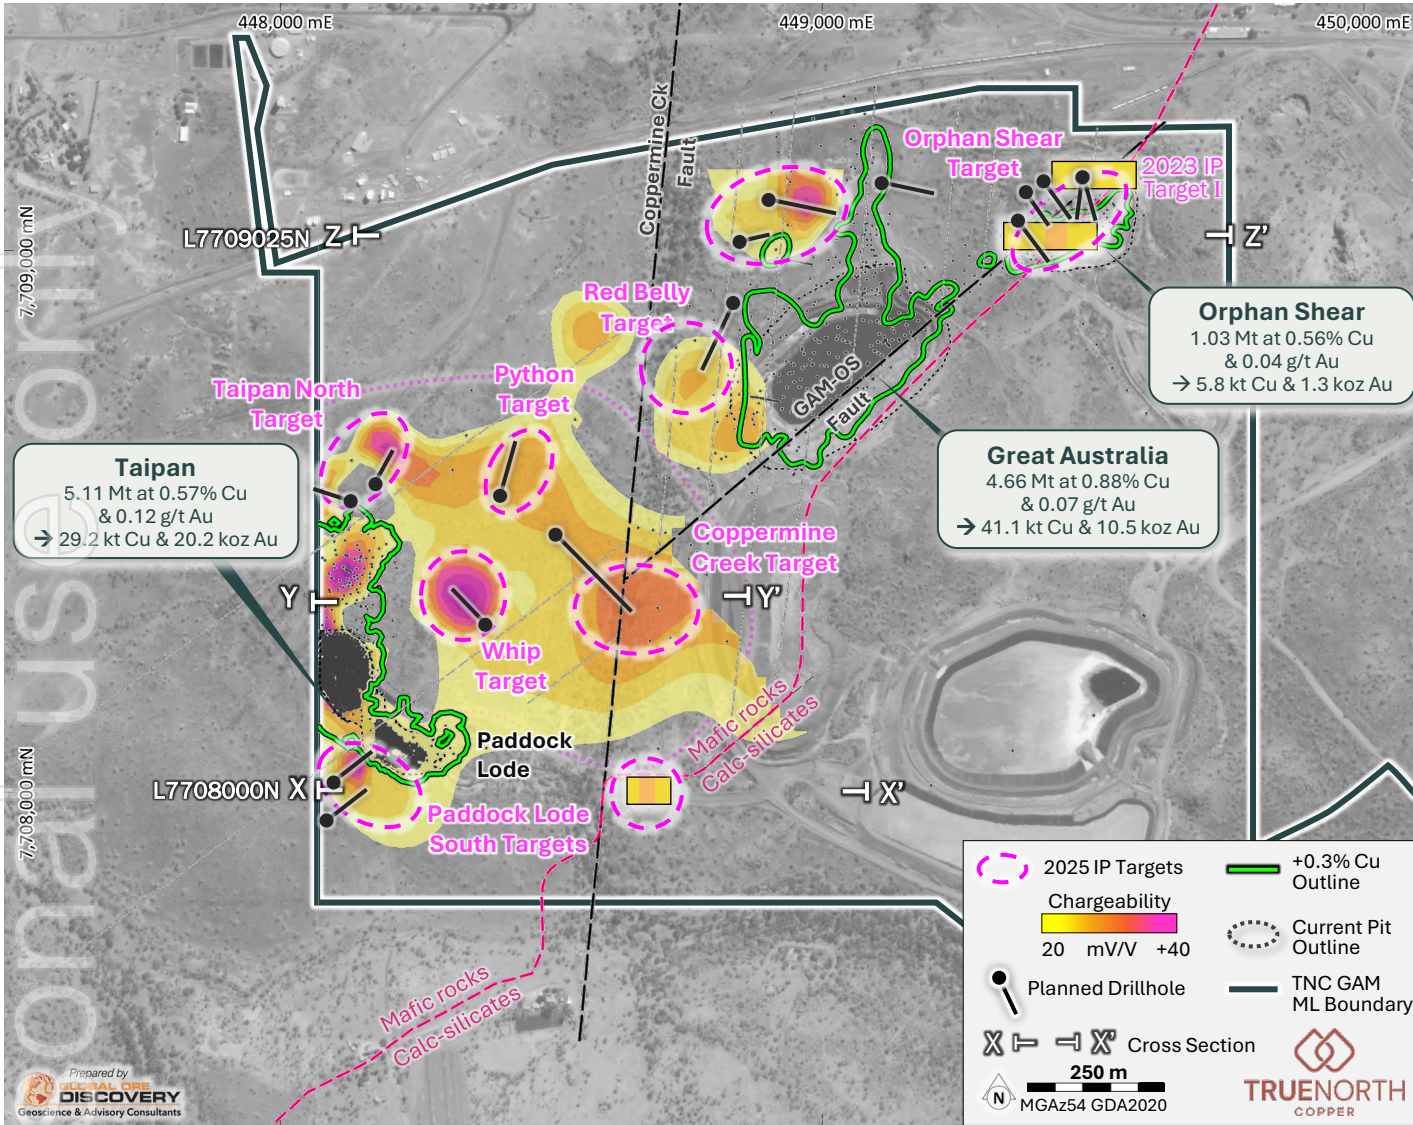 448,000 mE
449,000 mE
450,000 mE
7,709,000 mN
7,708,000 mN
sonal use only
Coppermine Ck
Fault
Orphan Shear
Target
2023 IP
Target I
L7709025N Z
Z'
Red Belly
Target
Orphan Shear
1.03 Mt at 0.56% Cu
& 0.04 g/t Au
→ 5.8 kt Cu & 1.3 koz Au
Taipan North
Target
Python
Target
GAM-OS
Fault
Taipan
5.11 Mt at 0.57% Cu
& 0.12 g/t Au
→ 29.2 kt Cu & 20.2 koz Au
Great Australia
4.66 Mt at 0.88% Cu
& 0.07 g/t Au
→ 41.1 kt Cu & 10.5 koz Au
Coppermine
Creek Target
Y
Y'
Whip
Target
Paddock
Lode
Mafic rocks
Calc-silicates
L7708000N X
X'
Paddock Lode
South Targets
Mafic rocks
Calc-silicates
2025 IP Targets
+0.3% Cu
Outline
Chargeability
20 mV/V +40
Current Pit
Outline
Planned Drillhole
TNC GAM
ML Boundary
X X' Cross Section
250 m
N
MGAz54 GDA2020
TRUENORTH
COPPER
Prepared by
GLOBAL ORE
DISCOVERY
Geoscience & Advisory Consultants